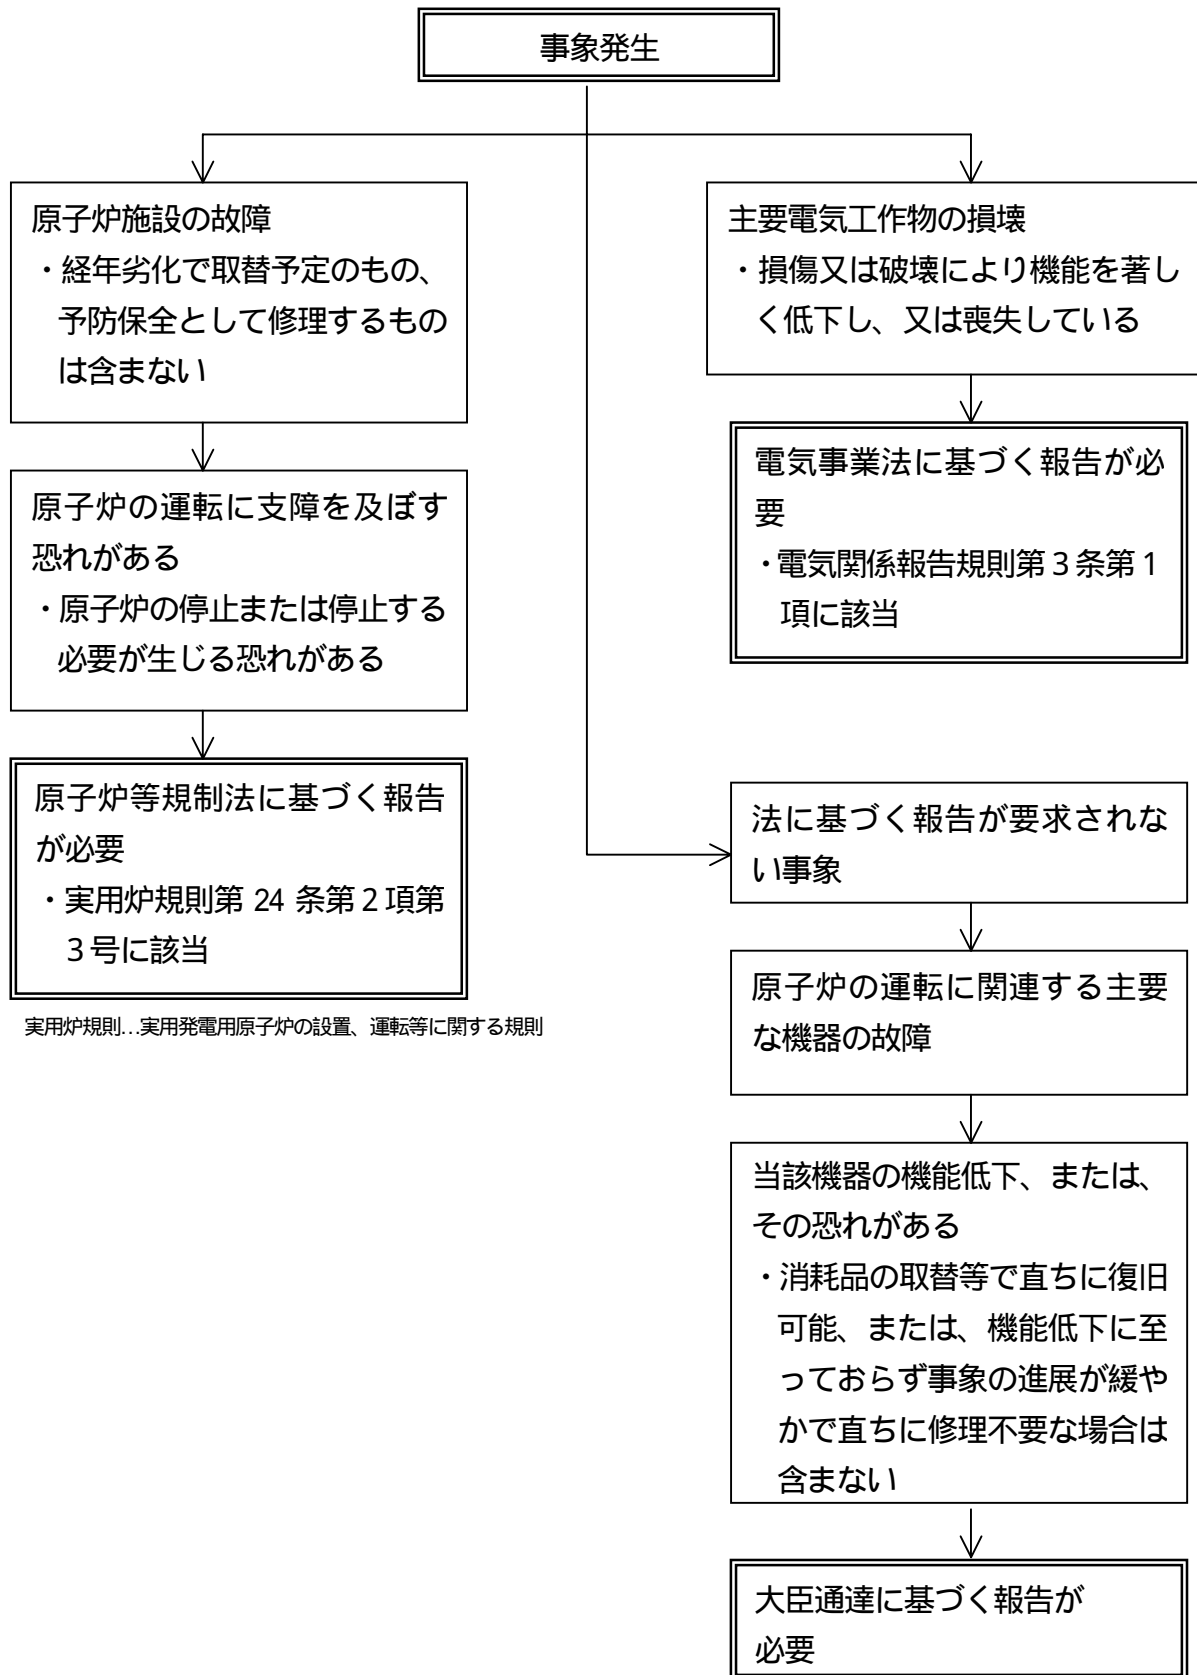 事象発生
原子炉施設の故障
・経年劣化で取替予定のもの、
予防保全として修理するもの
は含まない
原子炉の運転に支障を及ぼす
恐れがある
・原子炉の停止または停止する
必要が生じる恐れがある
原子炉等規制法に基づく報告
が必要
・実用炉規則第 24 条第2項第
3号に該当
実用炉規則…実用発電用原子炉の設置、運転等に関する規則
主要電気工作物の損壊
・損傷又は破壊により機能を著し
く低下し、又は喪失している
電気事業法に基づく報告が必
要
・電気関係報告規則第3条第1
項に該当
法に基づく報告が要求されな
い事象
原子炉の運転に関連する主要
な機器の故障
当該機器の機能低下、または、
その恐れがある
・消耗品の取替等で直ちに復旧
可能、または、機能低下に至
っておらず事象の進展が緩や
かで直ちに修理不要な場合は
含まない
大臣通達に基づく報告が
必要